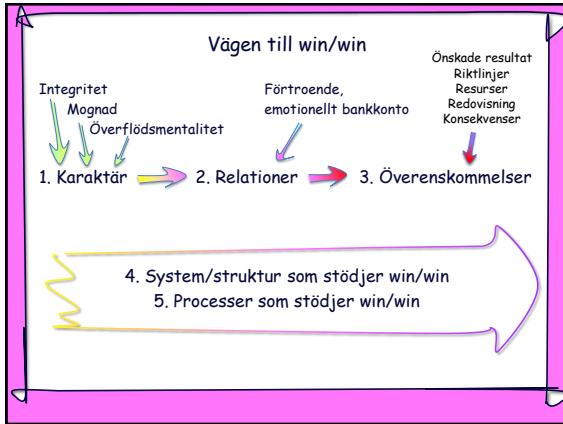 Vägen till win/win
Integritet
Mognad
Överflödsmentalitet
Förtroende,
emotionellt bankkonto
Önskade resultat
Riktlinjer
Resurser
Redovisning
Konsekvenser
1. Karaktär
2. Relationer
3. Överenskommelser
4. System/struktur som stödjer win/win
5. Processer som stödjer win/win